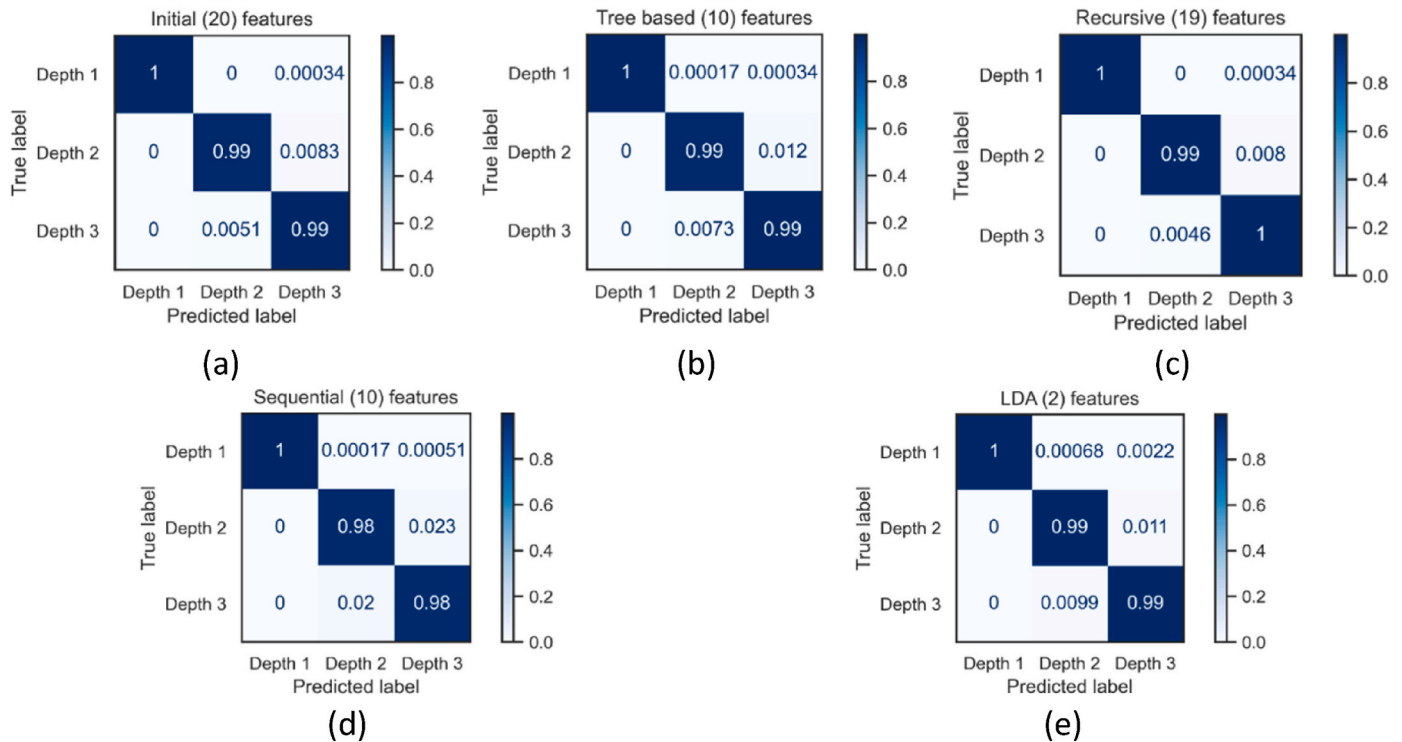 Initial (20) features
True label
Depth 1
1 0 0.00034
Depth 2
0 0.99 0.0083
Depth 3
0 0.0051 0.99
Depth 1 Depth 2 Depth 3
Predicted label
0.8
0.6
0.4
0.2
0.0
(a)
Tree based (10) features
True label
Depth 1
1 0.00017 0.00034
Depth 2
0 0.99 0.012
Depth 3
0 0.0073 0.99
Depth 1 Depth 2 Depth 3
Predicted label
0.8
0.6
0.4
0.2
0.0
(b)
Recursive (19) features
True label
Depth 1
1 0 0.00034
Depth 2
0 0.99 0.008
Depth 3
0 0.0046 1
Depth 1 Depth 2 Depth 3
Predicted label
0.8
0.6
0.4
0.2
0.0
(c)
Sequential (10) features
True label
Depth 1
1 0.00017 0.00051
Depth 2
0 0.98 0.023
Depth 3
0 0.02 0.98
Depth 1 Depth 2 Depth 3
Predicted label
0.8
0.6
0.4
0.2
0.0
(d)
LDA (2) features
True label
Depth 1
1 0.00068 0.0022
Depth 2
0 0.99 0.011
Depth 3
0 0.0099 0.99
Depth 1 Depth 2 Depth 3
Predicted label
0.8
0.6
0.4
0.2
0.0
(e)